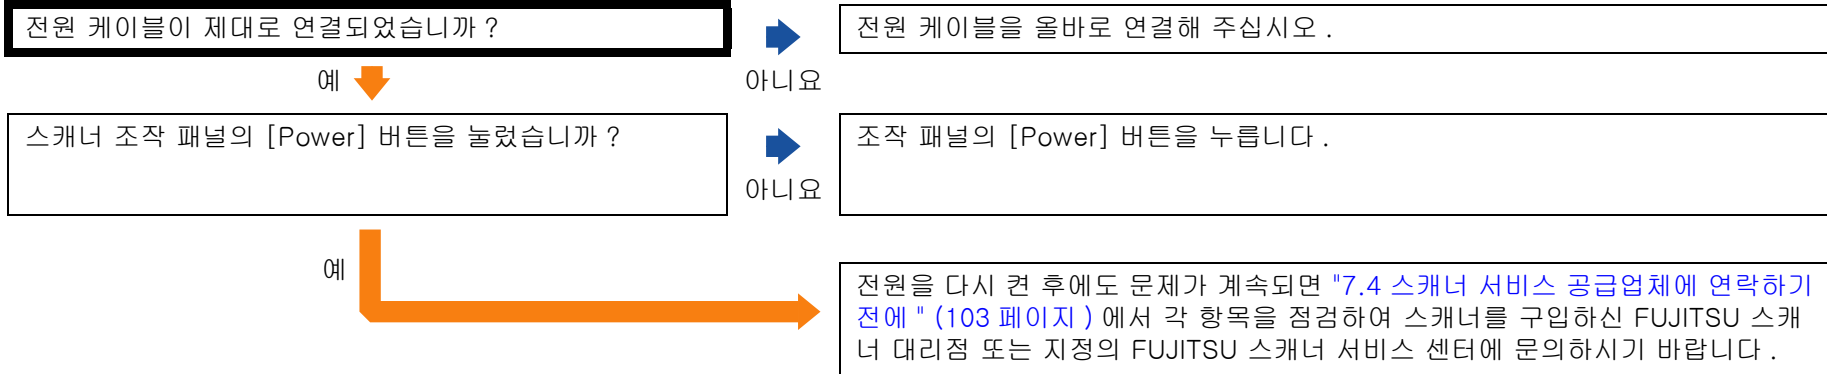 전원 케이블이 제대로 연결되었습니까 ?
전원 케이블을 올바로 연결해 주십시오 .
예
아니요
스캐너 조작 패널의 [Power] 버튼을 눌렀습니까 ?
조작 패널의 [Power] 버튼을 누릅니다 .
아니요
예
전원을 다시 켠 후에도 문제가 계속되면 "7.4 스캐너 서비스 공급업체에 연락하기
전에 " (103 페이지 ) 에서 각 항목을 점검하여 스캐너를 구입하신 FUJITSU 스캐
너 대리점 또는 지정의 FUJITSU 스캐너 서비스 센터에 문의하시기 바랍니다 .